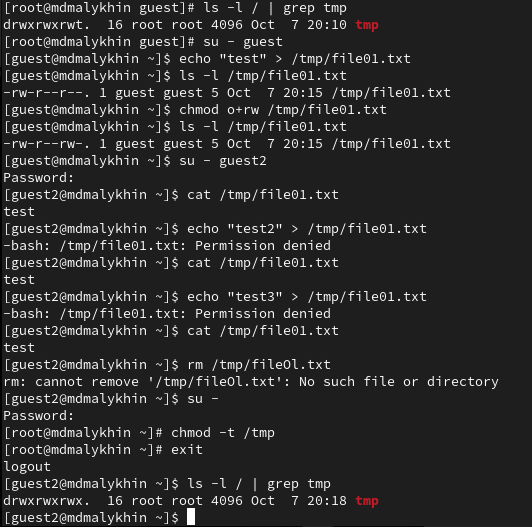 [root@mdmalykhin guest]# ls -l / | grep tmp
drwxrwxrwt.  16 root root 4096 Oct  7 20:10 tmp
[root@mdmalykhin guest]# su - guest
[guest@mdmalykhin ~]$ echo "test" > /tmp/file01.txt
[guest@mdmalykhin ~]$ ls -l /tmp/file01.txt
-rw-r--r--. 1 guest guest 5 Oct  7 20:15 /tmp/file01.txt
[guest@mdmalykhin ~]$ chmod o+rw /tmp/file01.txt
[guest@mdmalykhin ~]$ ls -l /tmp/file01.txt
-rw-r--rw-. 1 guest guest 5 Oct  7 20:15 /tmp/file01.txt
[guest@mdmalykhin ~]$ su - guest2
Password:
[guest2@mdmalykhin ~]$ cat /tmp/file01.txt
test
[guest2@mdmalykhin ~]$ echo "test2" > /tmp/file01.txt
-bash: /tmp/file01.txt: Permission denied
[guest2@mdmalykhin ~]$ cat /tmp/file01.txt
test
[guest2@mdmalykhin ~]$ echo "test3" > /tmp/file01.txt
-bash: /tmp/file01.txt: Permission denied
[guest2@mdmalykhin ~]$ cat /tmp/file01.txt
test
[guest2@mdmalykhin ~]$ rm /tmp/fileOl.txt
rm: cannot remove '/tmp/fileOl.txt': No such file or directory
[guest2@mdmalykhin ~]$ su -
Password:
[root@mdmalykhin ~]# chmod -t /tmp
[root@mdmalykhin ~]# exit
logout
[guest2@mdmalykhin ~]$ ls -l / | grep tmp
drwxrwxrwx.  16 root root 4096 Oct  7 20:18 tmp
[guest2@mdmalykhin ~]$